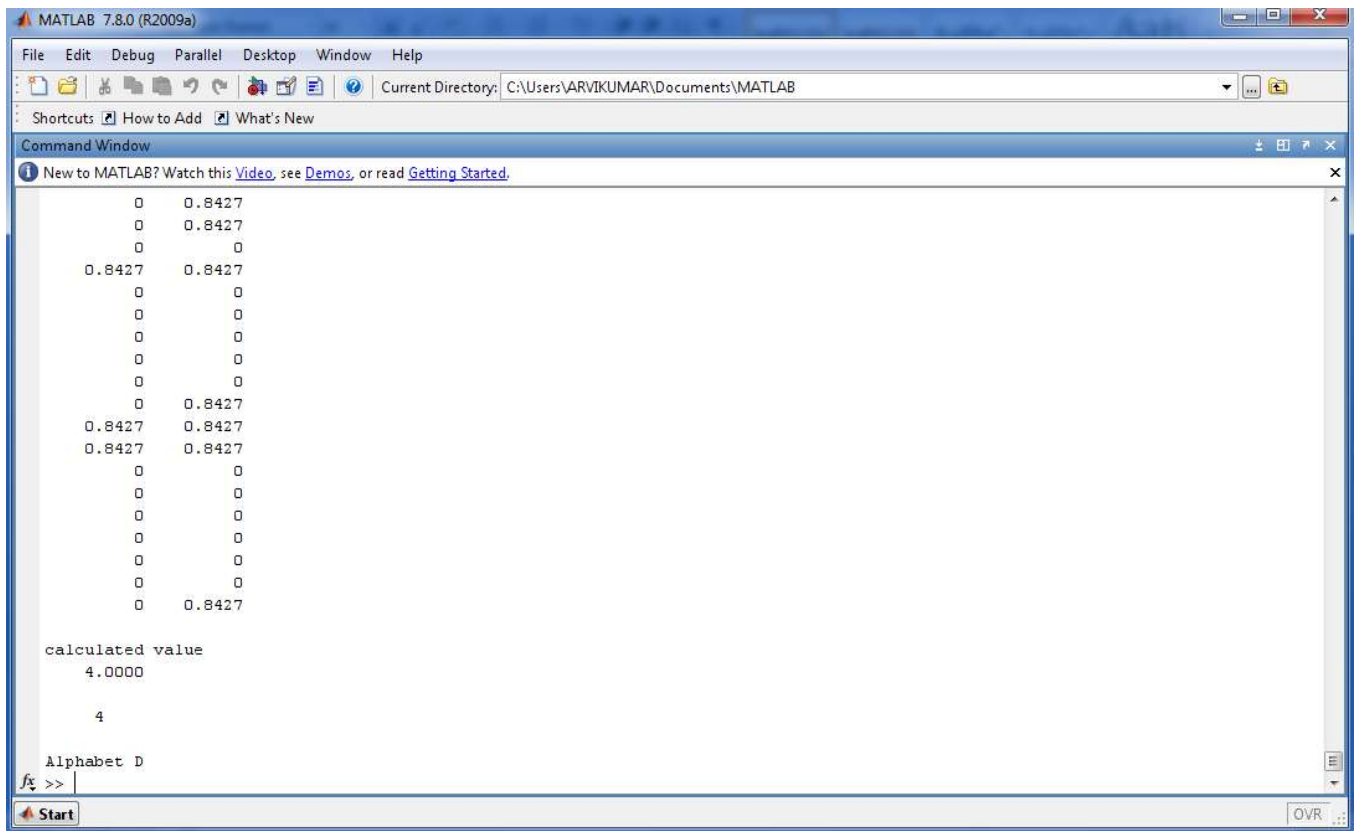 MATLAB 7.8.0 (R2009a)
File Edit Debug Parallel Desktop Window Help
Current Directory: C:\Users\ARVIKUMAR\Documents\MATLAB
Shortcuts How to Add What's New
Command Window
New to MATLAB? Watch this Video, see Demos, or read Getting Started.
0 0.8427
0 0.8427
0 0
0.8427 0.8427
0 0
0 0
0 0
0 0
0 0
0 0.8427
0.8427 0.8427
0.8427 0.8427
0 0
0 0
0 0
0 0
0 0
0 0
0 0.8427
calculated value
4.0000
4
Alphabet D
fx >>
Start OVR